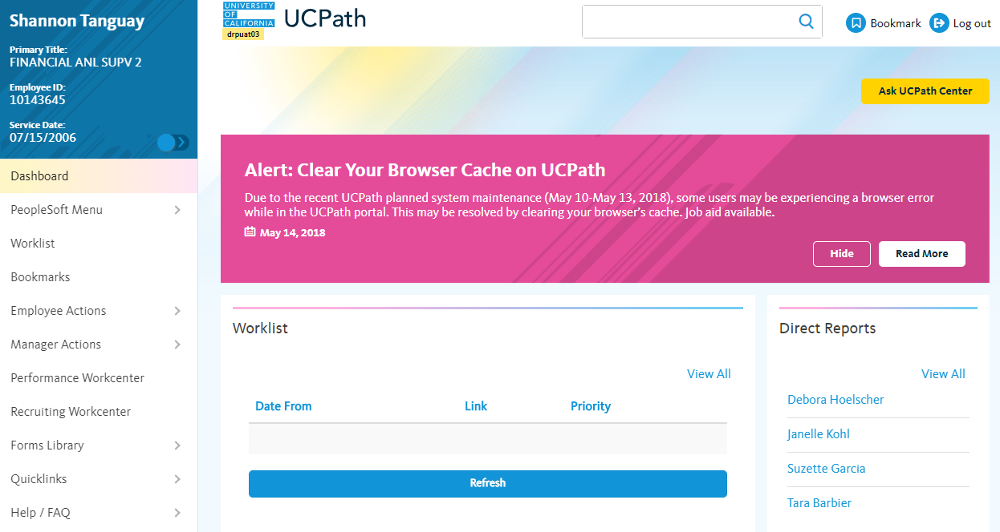 Shannon Tanguay
Primary Title:
FINANCIAL ANL SUPV 2
Employee ID:
10143645
Service Date:
07/15/2006
Dashboard
PeopleSoft Menu
Worklist
Bookmarks
Employee Actions
Manager Actions
Performance Workcenter
Recruiting Workcenter
Forms Library
Quicklinks
Help / FAQ
UNIVERSITY
OF
CALIFORNIA
drpuat03
UCPath
Bookmark
Log out
Ask UCPath Center
Alert: Clear Your Browser Cache on UCPath
Due to the recent UCPath planned system maintenance (May 10-May 13, 2018), some users may be experiencing a browser error
while in the UCPath portal. This may be resolved by clearing your browser's cache. Job aid available.
May 14, 2018
Hide
Read More
Worklist
View All
Date From Link Priority
Refresh
Direct Reports
View All
Debora Hoelscher
Janelle Kohl
Suzette Garcia
Tara Barbier